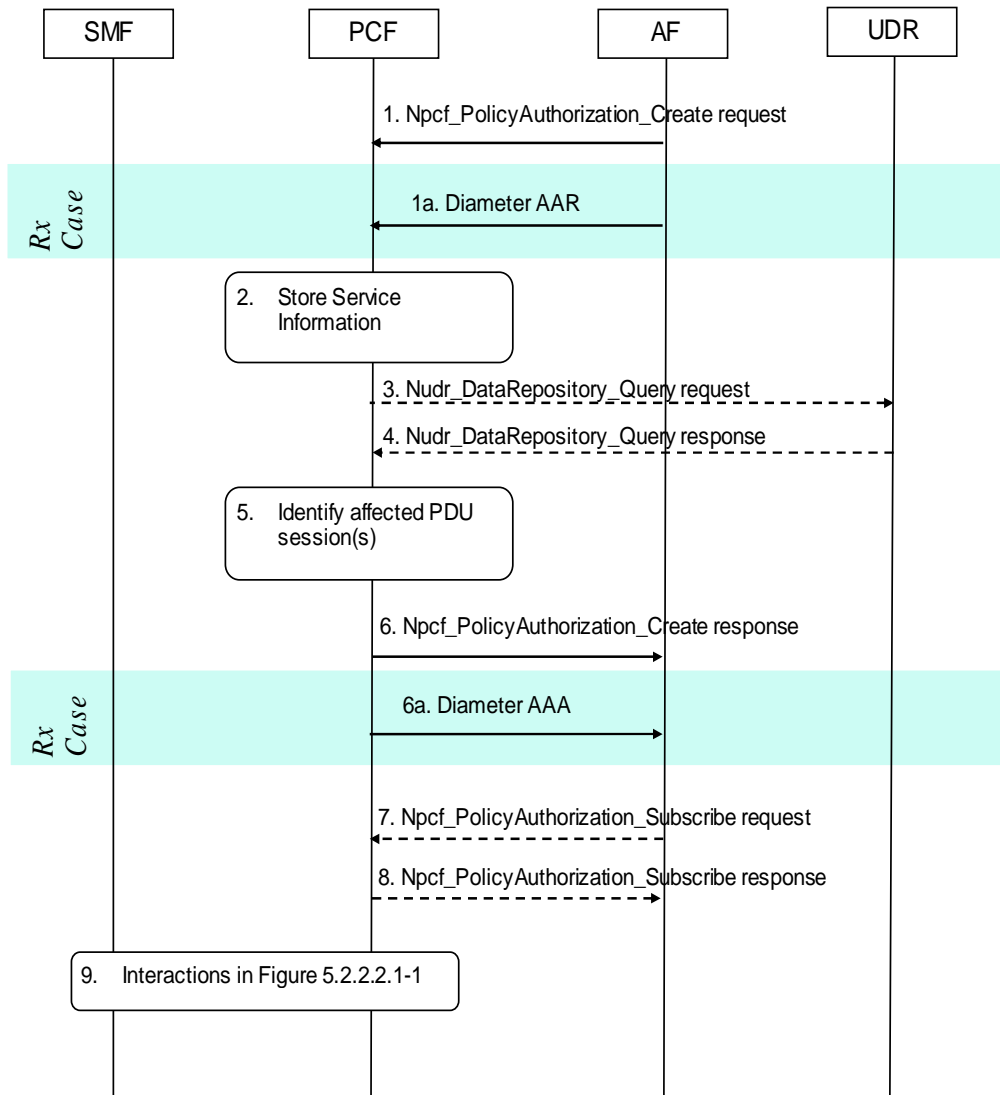 SMF
PCF
AF
UDR
1. Npcf_PolicyAuthorization_Create request
Rx
Case
1a. Diameter AAR
2. Store Service
Information
3. Nudr_DataRepository_Query request
4. Nudr_DataRepository_Query response
5. Identify affected PDU
session(s)
6. Npcf_PolicyAuthorization_Create response
Rx
Case
6a. Diameter AAA
7. Npcf_PolicyAuthorization_Subscribe request
8. Npcf_PolicyAuthorization_Subscribe response
9. Interactions in Figure 5.2.2.2.1-1